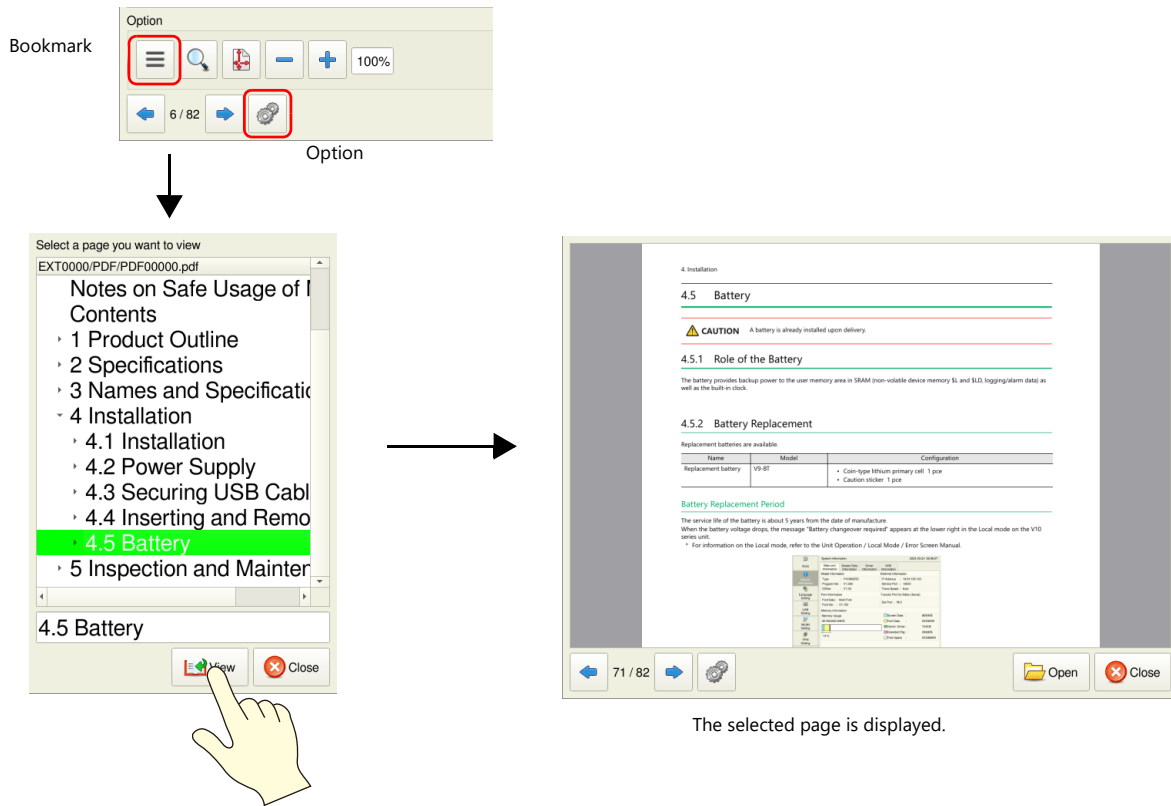 Option
Bookmark
100%
6 / 82
Option
Select a page you want to view
EXT0000/PDF/PDF00000.pdf
Notes on Safe Usage of
Contents
1 Product Outline
2 Specifications
3 Names and Specificatio
4 Installation
4.1 Installation
4.2 Power Supply
4.3 Securing USB Cabl
4.4 Inserting and Remo
4.5 Battery
5 Inspection and Mainten
4.5 Battery
View
Close
4. Installation
4.5 Battery
CAUTION A battery is already installed upon delivery.
4.5.1 Role of the Battery
The battery provides backup power to the user memory area in SRAM (non-volatile device memory $L and $LD, logging/alarm data) as
well as the built-in clock.
4.5.2 Battery Replacement
Replacement batteries are available.
Name Model Configuration
Replacement battery V9-BT • Coin-type lithium primary cell 1 pce
• Caution sticker 1 pce
Battery Replacement Period
The service life of the battery is about 5 years from the date of manufacture.
When the battery voltage drops, the message "Battery changeover required" appears at the lower right in the Local mode on the V10
series unit.
* For information on the Local mode, refer to the Unit Operation / Local Mode / Error Screen Manual.
71 / 82
Open
Close
The selected page is displayed.